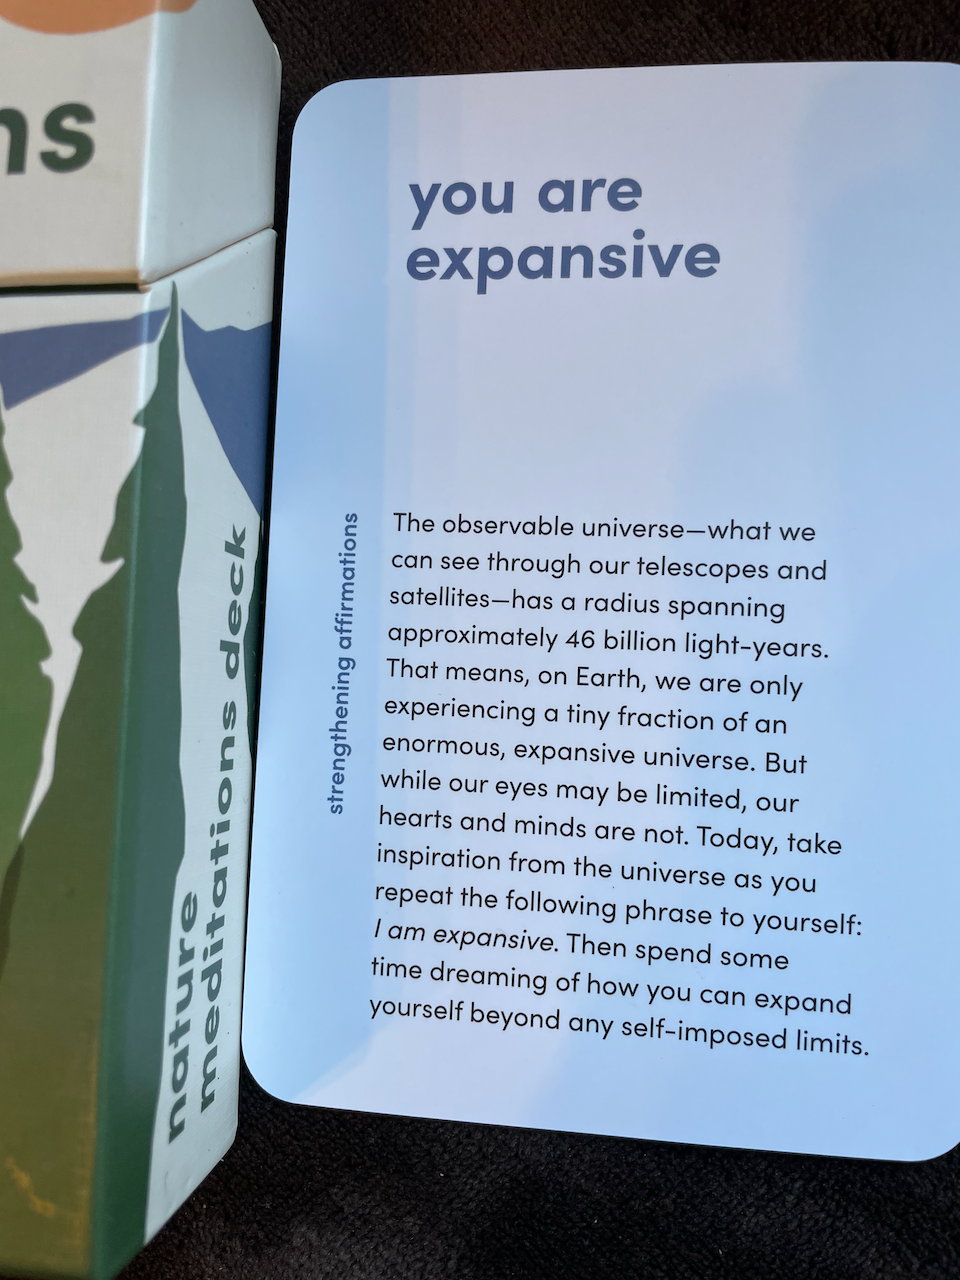 ns
nature
meditations deck
you are
expansive
strengthening affirmations
The observable universe—what we
can see through our telescopes and
satellites—has a radius spanning
approximately 46 billion light-years.
That means, on Earth, we are only
experiencing a tiny fraction of an
enormous, expansive universe. But
while our eyes may be limited, our
hearts and minds are not. Today, take
inspiration from the universe as you
repeat the following phrase to yourself:
I am expansive. Then spend some
time dreaming of how you can expand
yourself beyond any self-imposed limits.